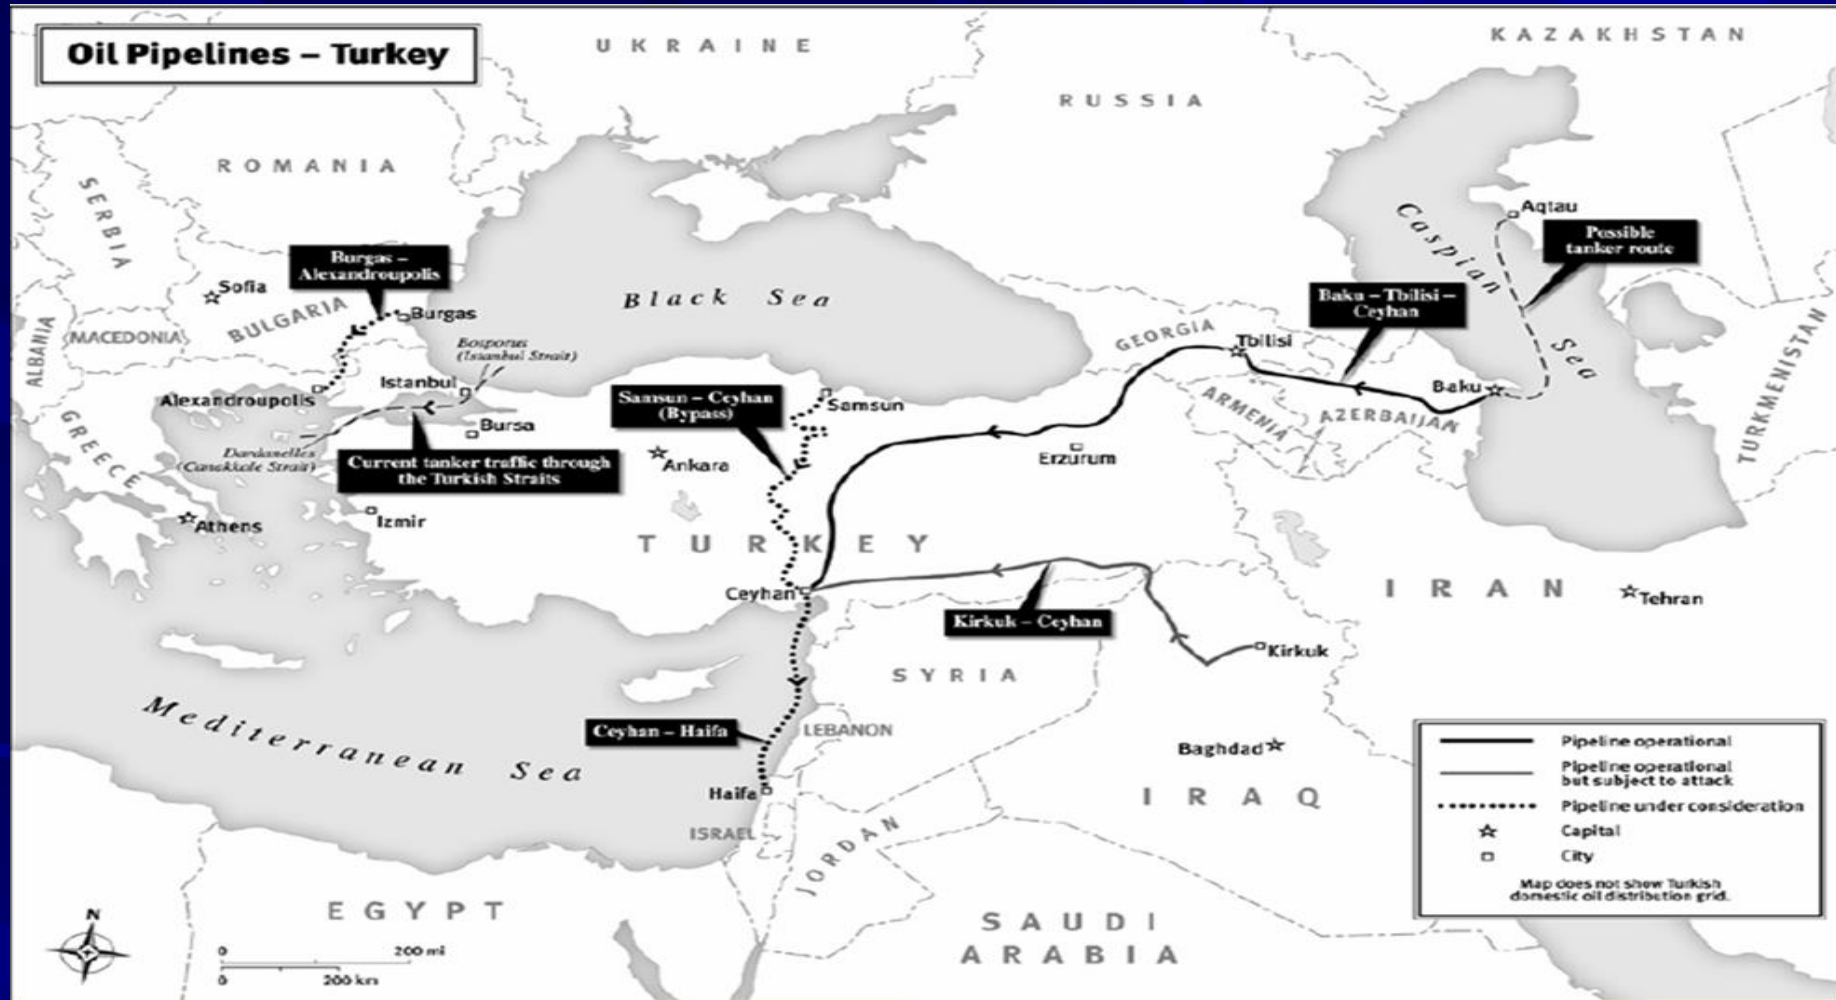 Oil Pipelines – Turkey
UKRAINE
KAZAKHSTAN
RUSSIA
ROMANIA
SERBIA
Aqtau
Caspian Sea
Possible
tanker route
Burgas –
Alexandroupolis
Sofia
BULGARIA
Burgas
Black Sea
Baku – Tbilisi –
Ceyhan
MACEDONIA
ALBANIA
Bosporus
(Istanbul Strait)
GEORGIA
Tbilisi
TURKMENISTAN
Istanbul
Alexandroupolis
Samsun – Ceyhan
(Bypass)
Samsun
Baku
ARMENIA
AZERBAIJAN
GREECE
Bursa
Dardanelles
(Canakkale Strait)
Current tanker traffic through
the Turkish Straits
Ankara
Erzurum
Athens
Izmir
TURKEY
Ceyhan
IRAN
Tehran
Kirkuk – Ceyhan
Kirkuk
SYRIA
Mediterranean Sea
Ceyhan – Haifa
LEBANON
Baghdad
Haifa
IRAQ
ISRAEL
JORDAN
EGYPT
SAUDI
ARABIA
Pipeline operational
Pipeline operational
but subject to attack
Pipeline under consideration
Capital
City
Map does not show Turkish
domestic oil distribution grid.
N
0 200 mi
0 200 km